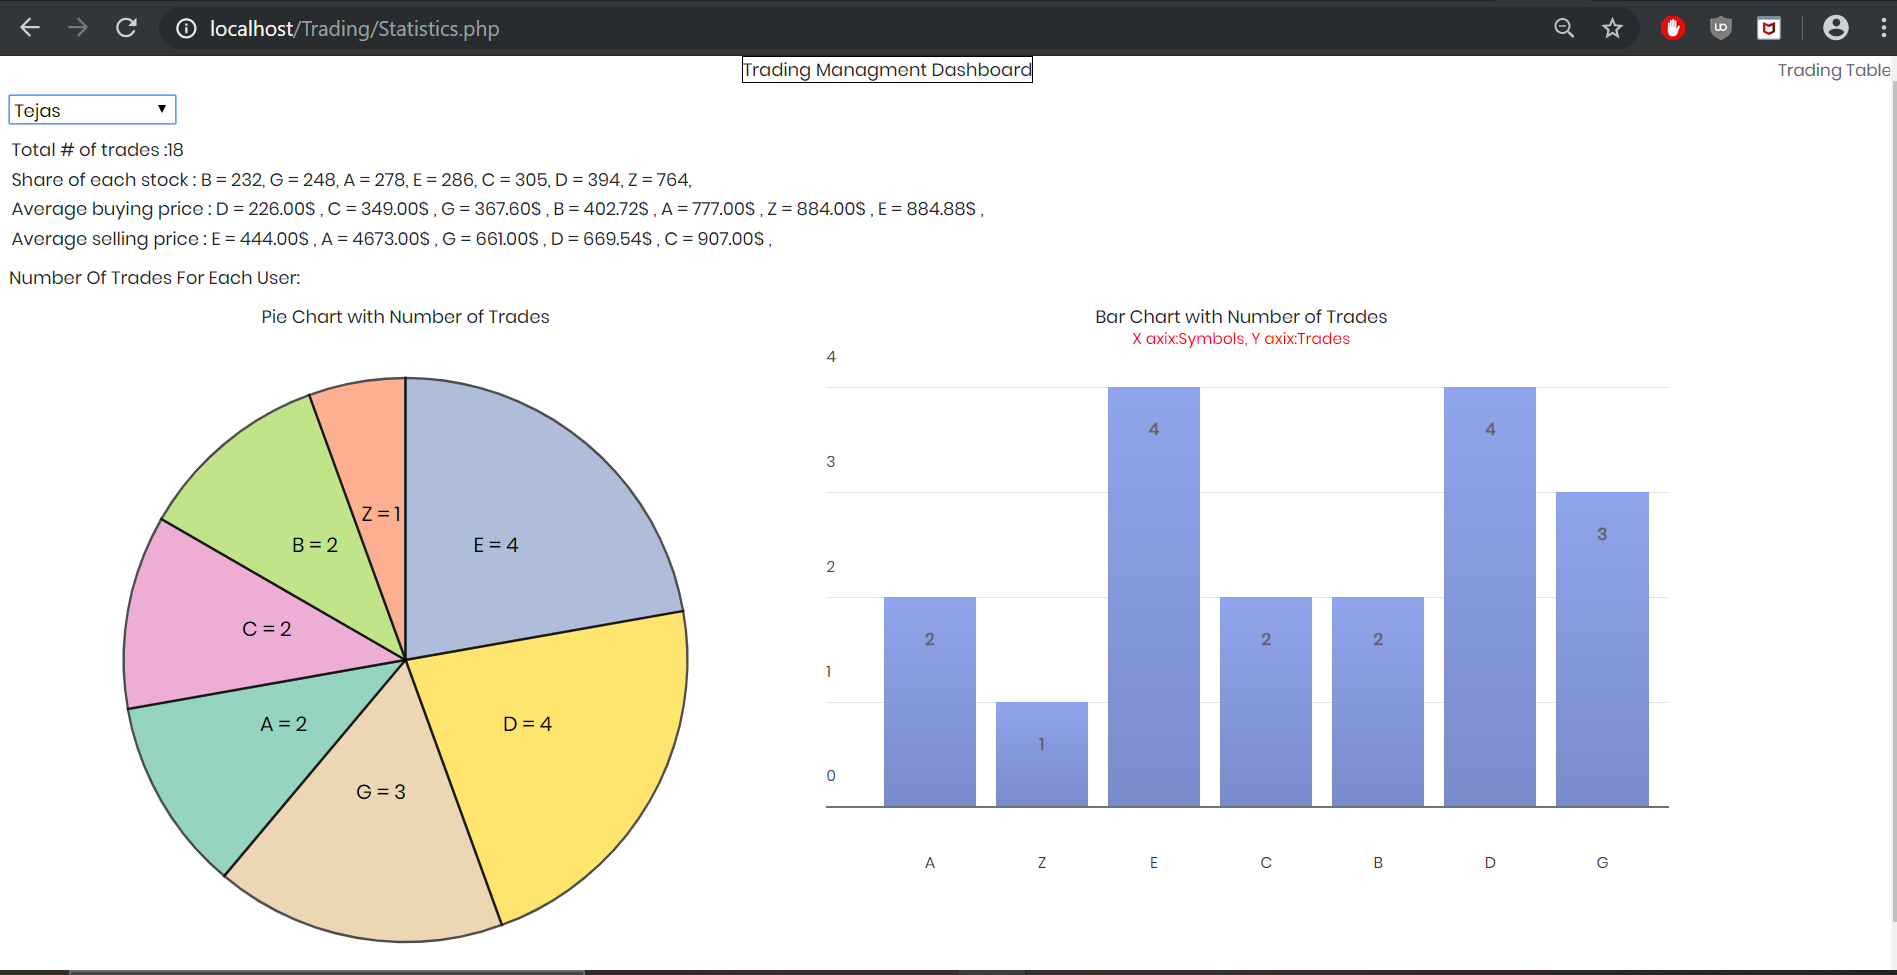 localhost/Trading/Statistics.php
Trading Managment Dashboard
Trading Table
Tejas
Total # of trades :18
Share of each stock : B = 232, G = 248, A = 278, E = 286, C = 305, D = 394, Z = 764,
Average buying price : D = 226.00$ , C = 349.00$ , G = 367.60$ , B = 402.72$ , A = 777.00$ , Z = 884.00$ , E = 884.88$ ,
Average selling price : E = 444.00$ , A = 4673.00$ , G = 661.00$ , D = 669.54$ , C = 907.00$ ,
Number Of Trades For Each User:
Pie Chart with Number of Trades
Z = 1
B = 2
E = 4
C = 2
A = 2
D = 4
G = 3
Bar Chart with Number of Trades
X axix:Symbols, Y axix:Trades
4
3
2
1
0
2
1
4
2
2
4
3
A
Z
E
C
B
D
G